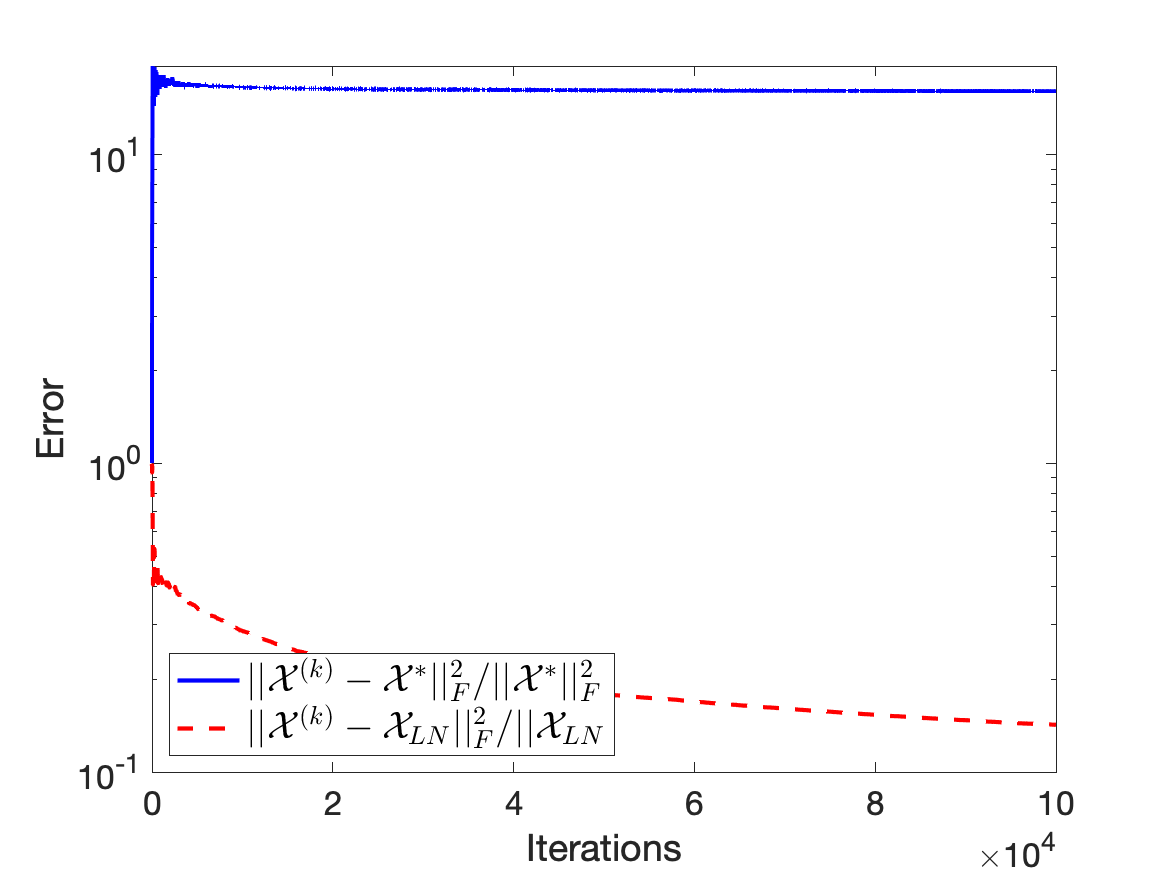 10^1
10^0
10^-1
Error
||𝒳^(k) − 𝒳*||_F^2/||𝒳*||_F^2
||𝒳^(k) − 𝒳_LN||_F^2/||𝒳_LN
0 2 4 6 8 10
Iterations
×10^4